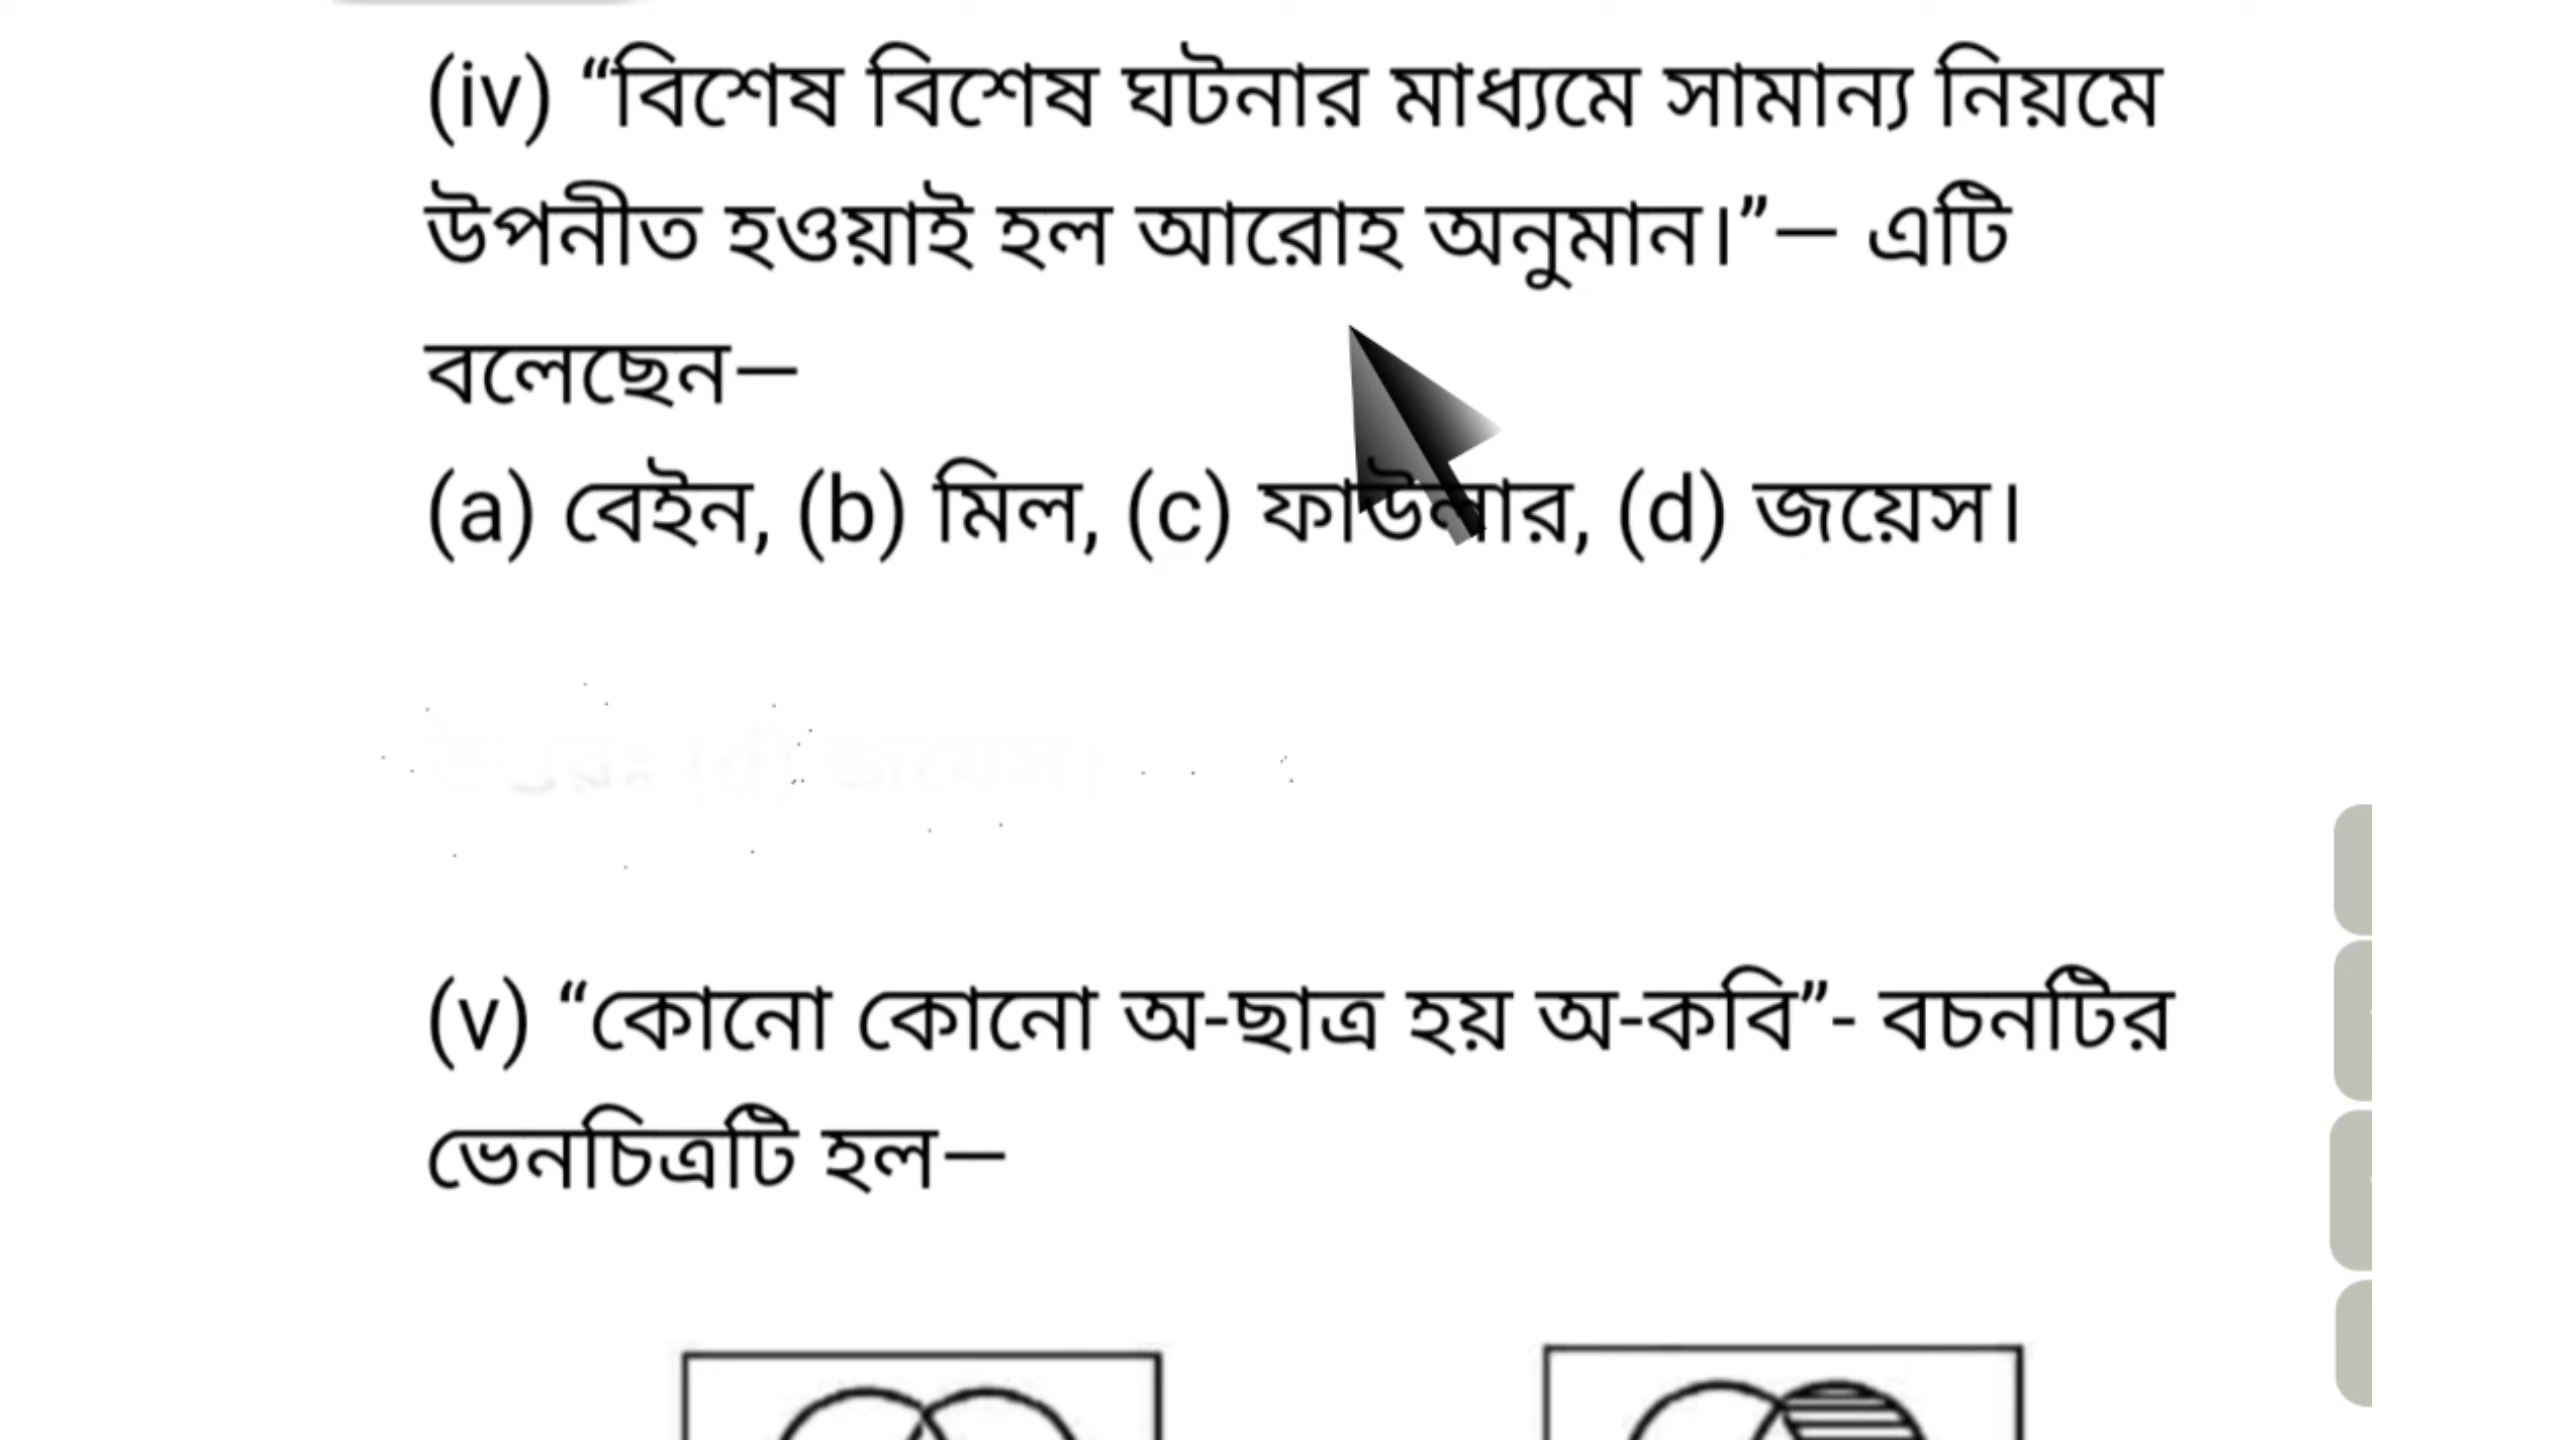 (iv) “বিশেষ বিশেষ ঘটনার মাধ্যমে সামান্য নিয়মে
উপনীত হওয়াই হল আরোহ অনুমান।”— এটি
বলেছেন—
(a) বেইন, (b) মিল, (c) ফাউলার, (d) জয়েস।
(v) “কোনো কোনো অ-ছাত্র হয় অ-কবি”- বচনটির
ভেনচিত্রটি হল—